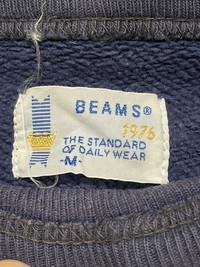 BEAMS®
1976
THE STANDARD
OF DAILY WEAR
-M-